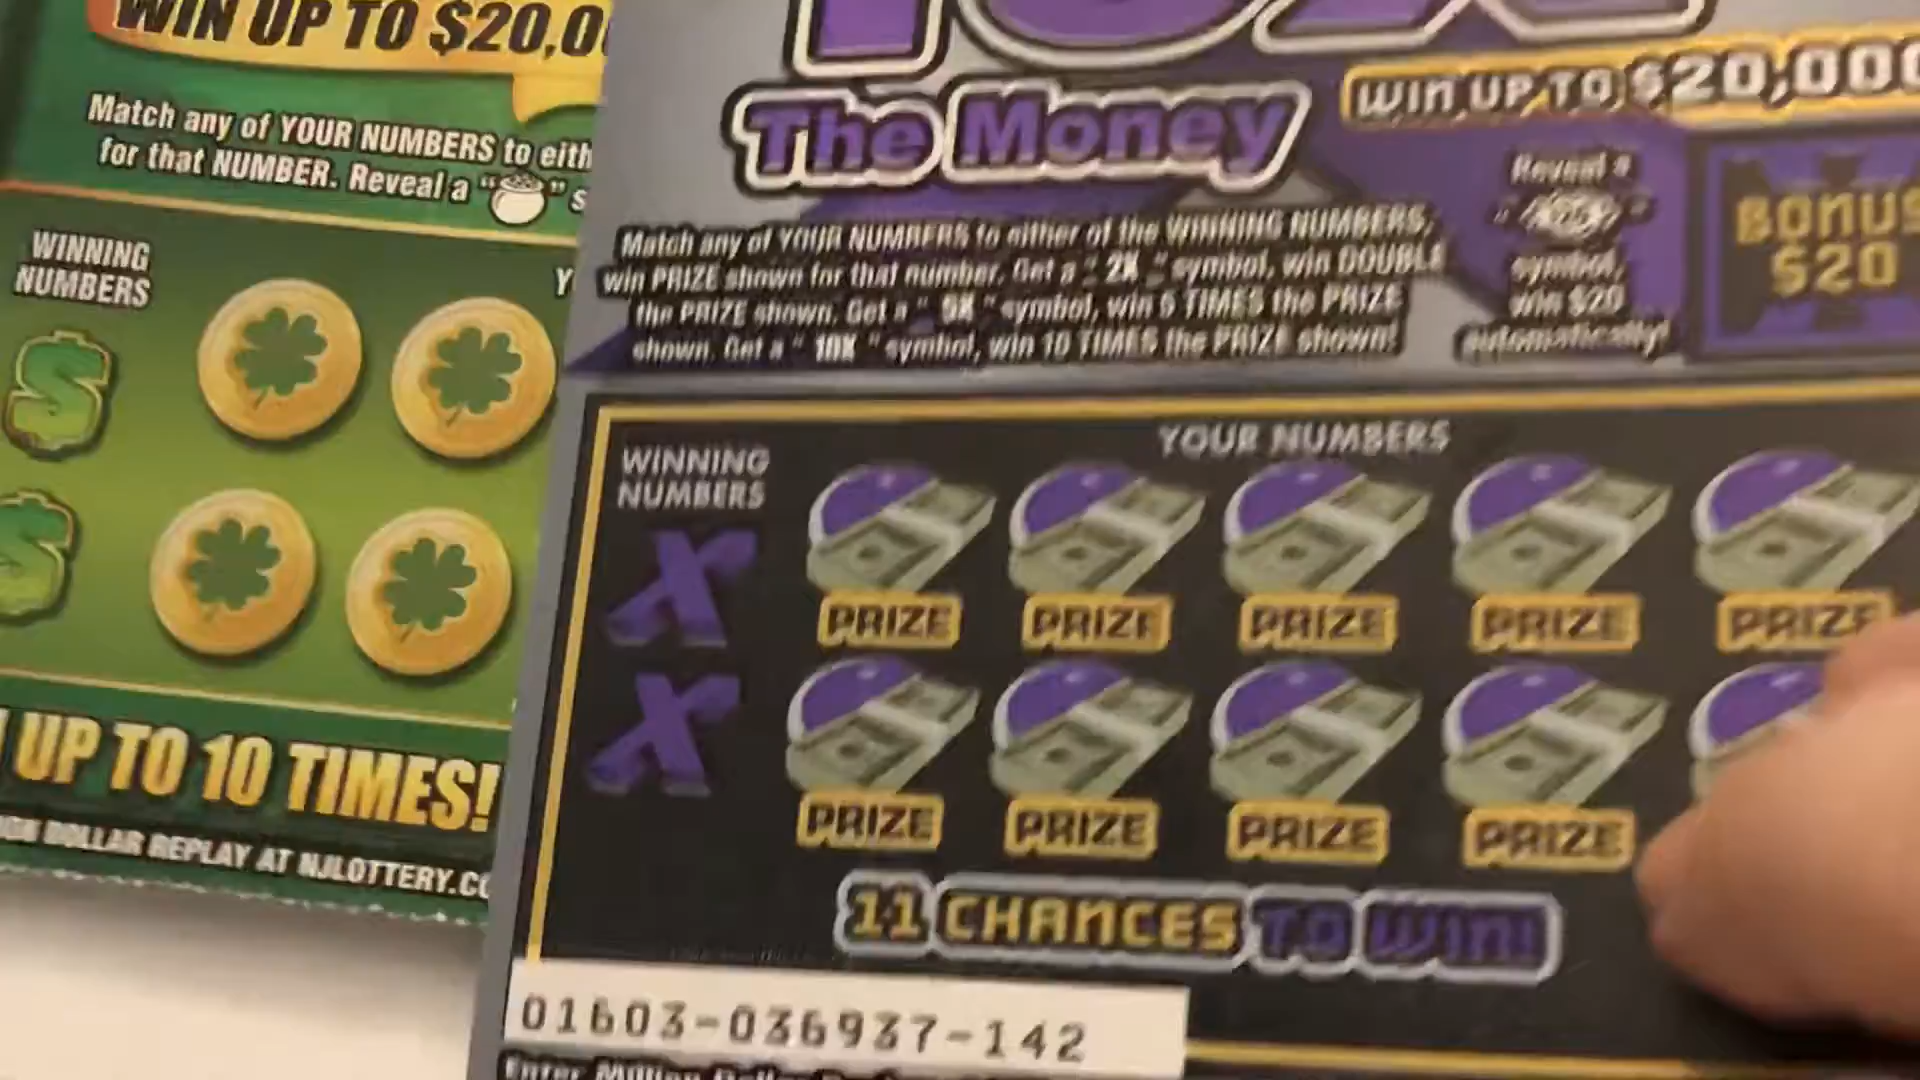 WIN UP TO $20,0
Match any of YOUR NUMBERS to eith
for that NUMBER. Reveal a " " s
WINNING
NUMBERS
Y
$
$
UP TO 10 TIMES!
DOLLAR REPLAY AT NJLOTTERY.CO
10X
The Money
WIN UP TO $20,000
Match any of YOUR NUMBERS to either of the WINNING NUMBERS,
win PRIZE shown for that number. Get a " 2X " symbol, win DOUBLE
the PRIZE shown. Get a " 5X " symbol, win 5 TIMES the PRIZE
shown. Get a " 10X " symbol, win 10 TIMES the PRIZE shown!
Reveal a
" "
symbol,
win $20
automatically!
BONUS
$20
WINNING
NUMBERS
YOUR NUMBERS
X
PRIZE PRIZE PRIZE PRIZE PRIZE
X
PRIZE PRIZE PRIZE PRIZE
11 CHANCES TO WIN!
01603-036937-142
Enter Million Dollar